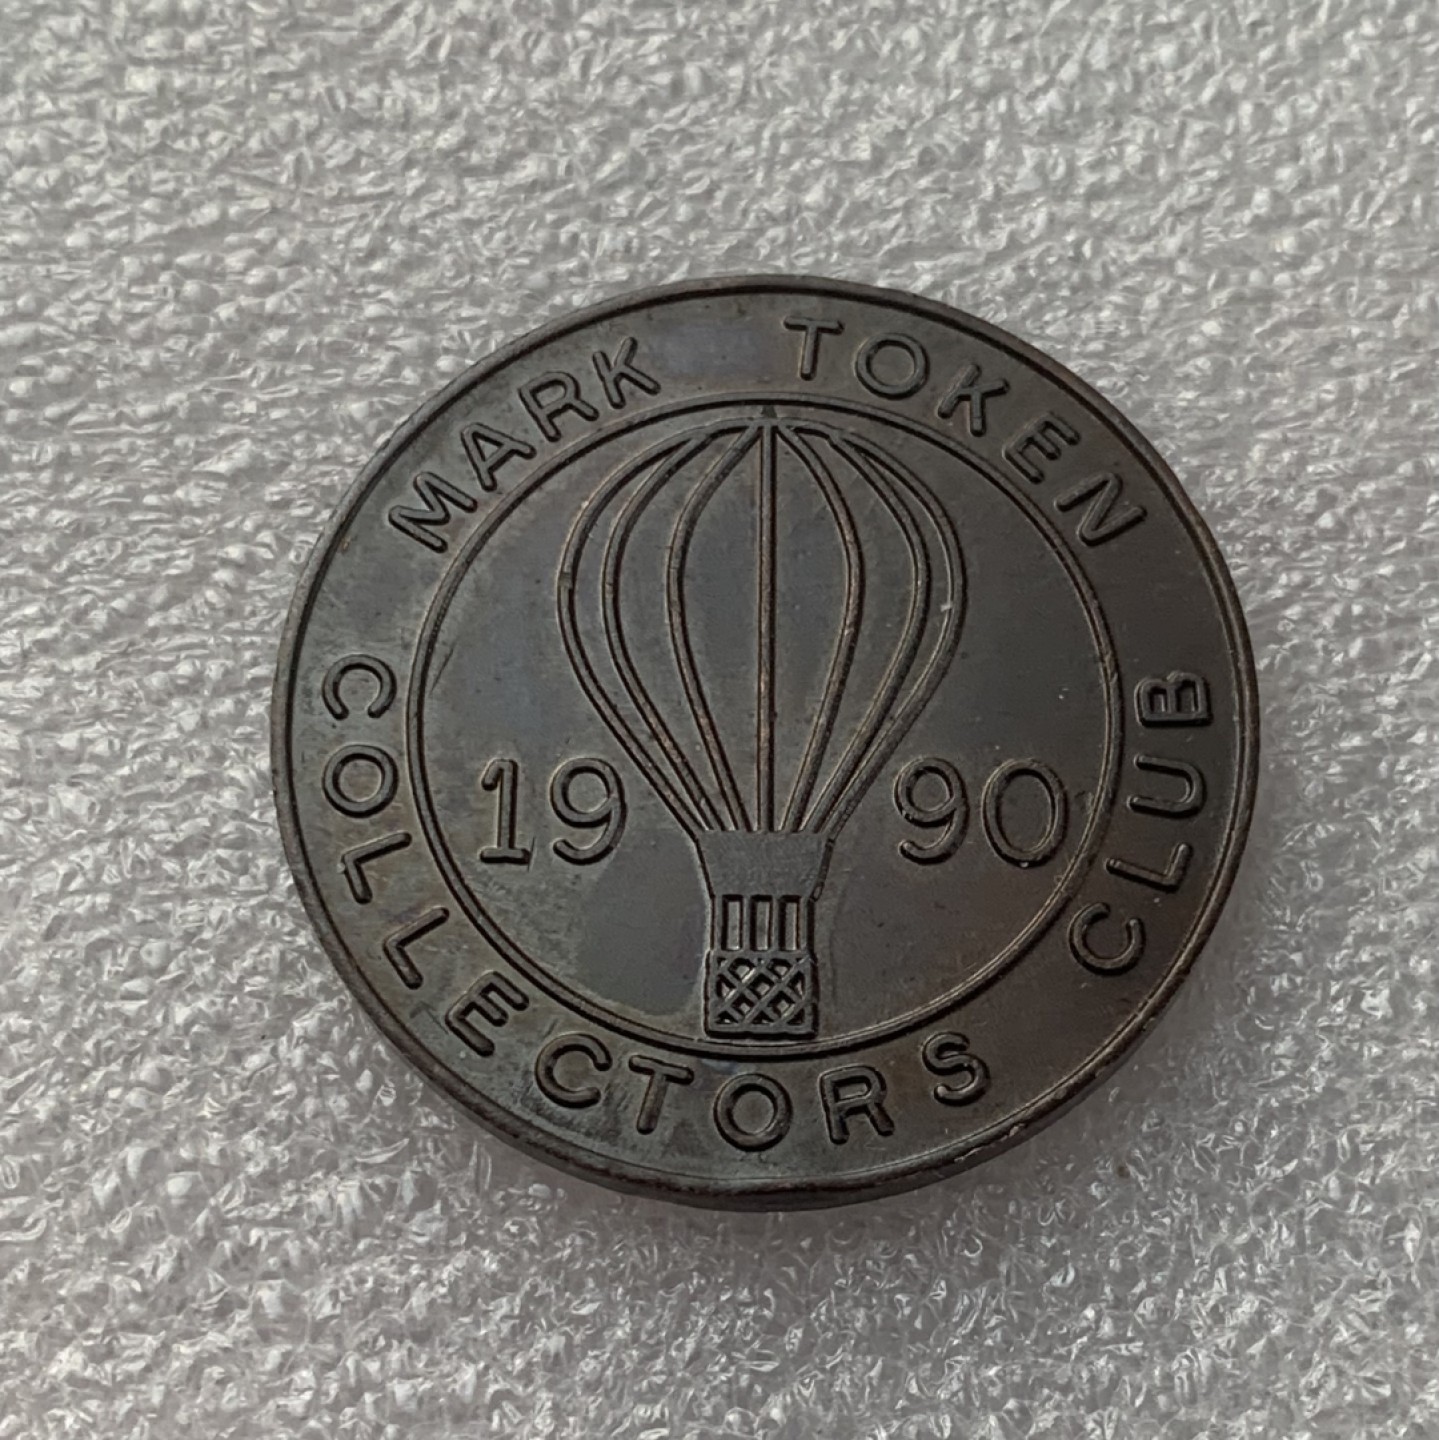 MARK TOKEN
COLLECTORS CLUB
1990